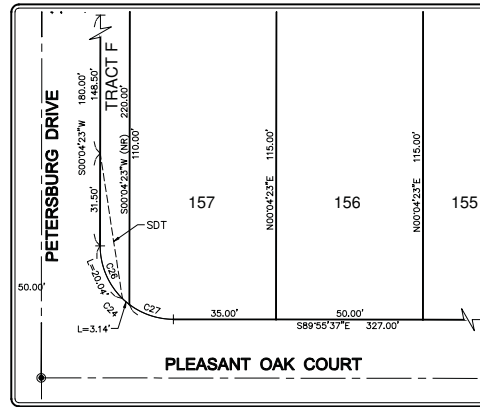 PETERSBURG DRIVE
S00°04'23"W 180.00'
148.50'
31.50'
TRACT F
S00°04'23"W (NR) 220.00'
110.00'
157
N00°04'23"E 115.00'
156
N00°04'23"E 115.00'
155
SDT
L=20.04'
C26
C24
C27
L=3.14'
50.00'
35.00'
50.00'
S89°55'37"E 327.00'
PLEASANT OAK COURT